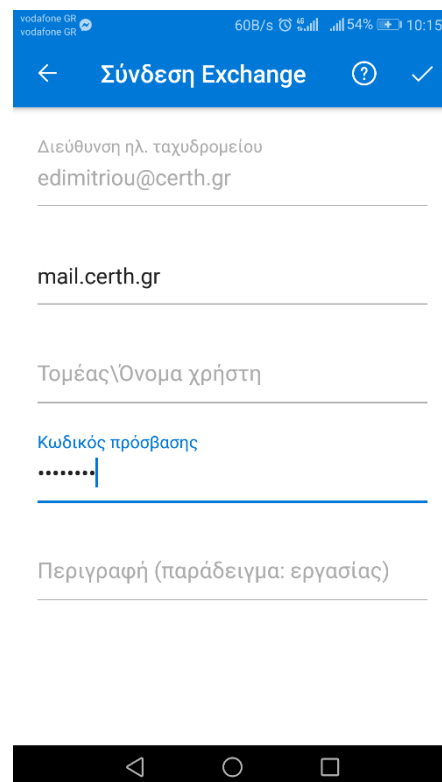 vodafone GR
vodafone GR
60B/s 54% 10:15
Σύνδεση Exchange
Διεύθυνση ηλ. ταχυδρομείου
edimitriou@certh.gr
mail.certh.gr
Τομέας\Όνομα χρήστη
Κωδικός πρόσβασης
••••••••
Περιγραφή (παράδειγμα: εργασίας)